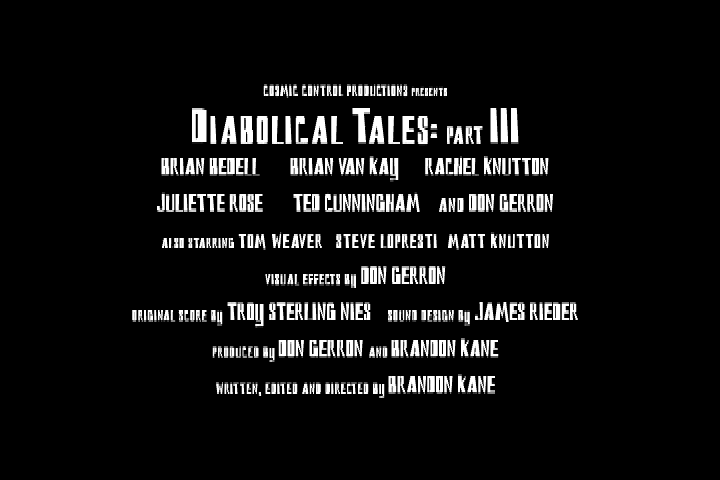 COSMIC CONTROL PRODUCTIONS PRESENTS
DIABOLICAL TALES: PART III
BRIAN BEDELL BRIAN VAN KAY RACHEL KNUTTON
JULIETTE ROSE TED CUNNINGHAM AND DON GERRON
ALSO STARRING TOM WEAVER STEVE LOPRESTI MATT KNUTTON
VISUAL EFFECTS By DON GERRON
ORIGINAL SCORE By TROy STERLING NIES SOUND DESIGN By JAMES RIEDER
PRODUCED By DON GERRON AND BRANDON KANE
WRITTEN, EDITED AND DIRECTED By BRANDON KANE